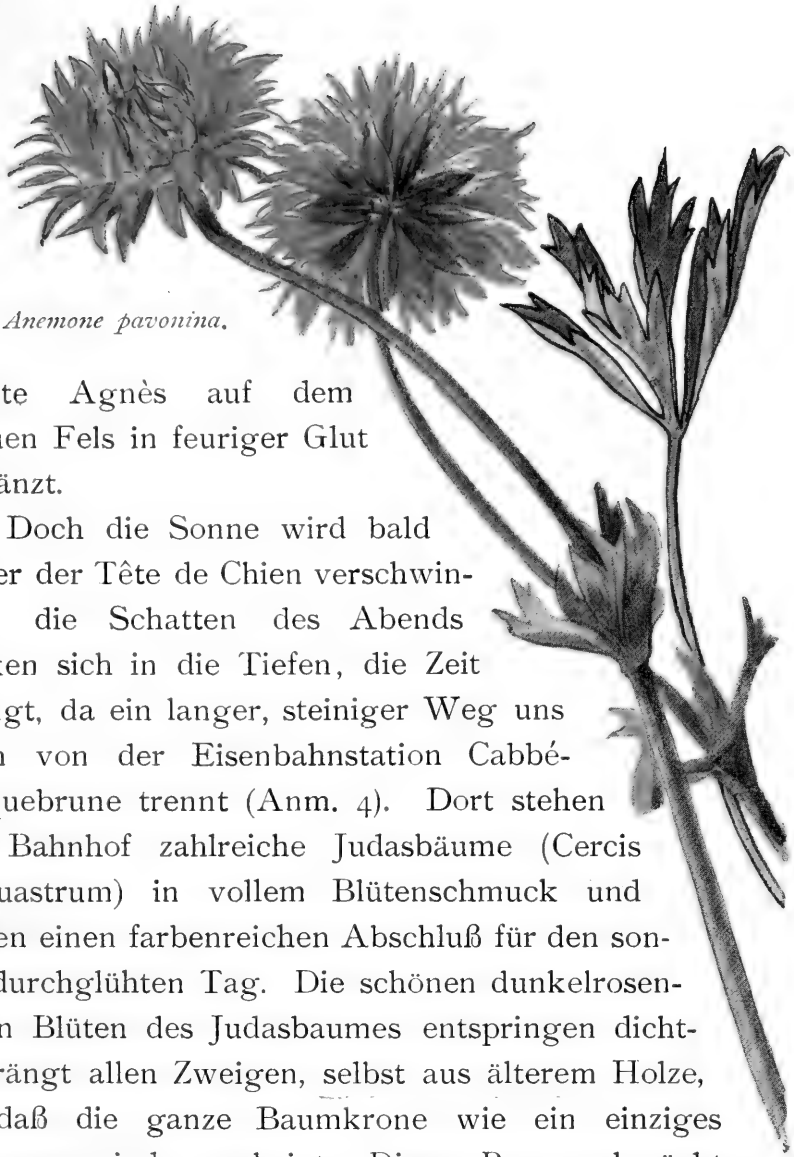 Anemone pavonina.
te Agnès auf dem
en Fels in feuriger Glut
änzt.
Doch die Sonne wird bald
er der Tête de Chien verschwin-
die Schatten des Abends
en sich in die Tiefen, die Zeit
gt, da ein langer, steiniger Weg uns
von der Eisenbahnstation Cabbé-
quebrune trennt (Anm. 4). Dort stehen
Bahnhof zahlreiche Judasbäume (Cercis
uastrum) in vollem Blütenschmuck und
en einen farbenreichen Abschluß für den son-
durchglühten Tag. Die schönen dunkelrosen-
n Blüten des Judasbaumes entspringen dicht-
rängt allen Zweigen, selbst aus älterem Holze,
daß die ganze Baumkrone wie ein einziges